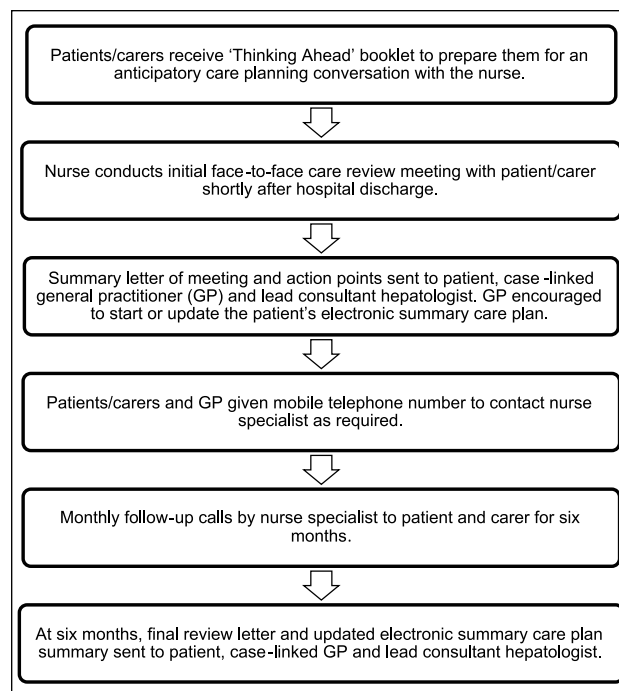 Patients/carers receive ‘Thinking Ahead’ booklet to prepare them for an
anticipatory care planning conversation with the nurse.
Nurse conducts initial face-to-face care review meeting with patient/carer
shortly after hospital discharge.
Summary letter of meeting and action points sent to patient, case-linked
general practitioner (GP) and lead consultant hepatologist. GP encouraged
to start or update the patient’s electronic summary care plan.
Patients/carers and GP given mobile telephone number to contact nurse
specialist as required.
Monthly follow-up calls by nurse specialist to patient and carer for six
months.
At six months, final review letter and updated electronic summary care plan
summary sent to patient, case-linked GP and lead consultant hepatologist.